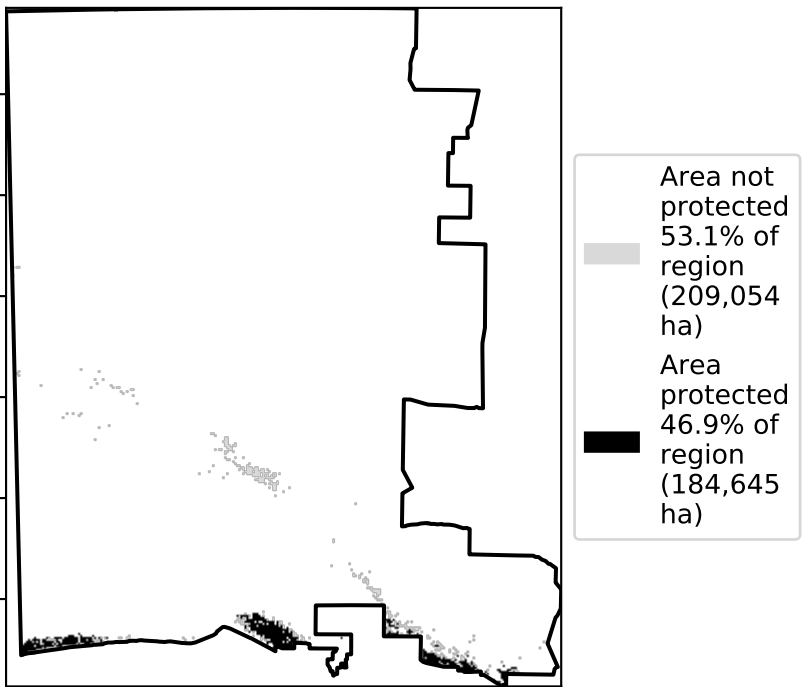 Area not
protected
53.1% of
region
(209,054
ha)
Area
protected
46.9% of
region
(184,645
ha)